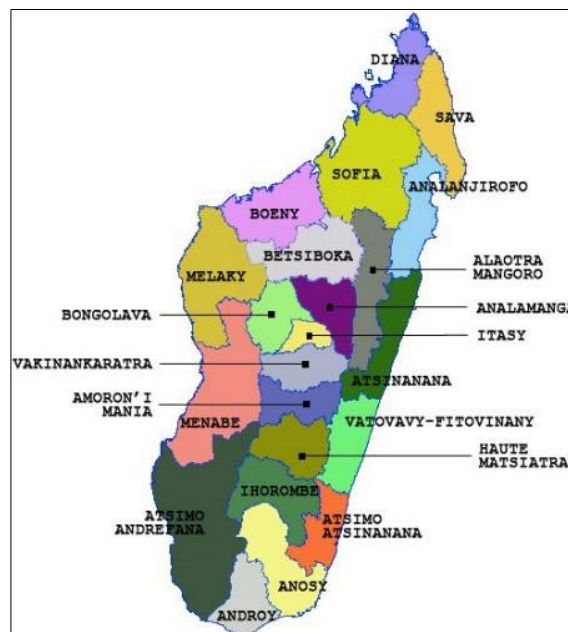 DIANA
SAVA
SOFIA
ANALANJIROFO
BOENY
BETSIBOKA
ALAOTRA
MANGORO
MELAKY
BONGOLAVA
ANALAMANGA
ITASY
VAKINANKARATRA
ATSINANANA
AMORON'I
MANIA
MENABE
VATOVAVY-FITOVINANY
HAUTE
MATSIATRA
IHOROMBE
ATSIMO
ANDREFANA
ATSIMO
ATSINANANA
ANOSY
ANDROY